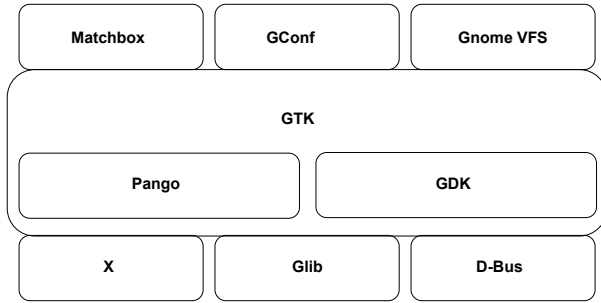 Matchbox
GConf
Gnome VFS
GTK
Pango
GDK
X
Glib
D-Bus